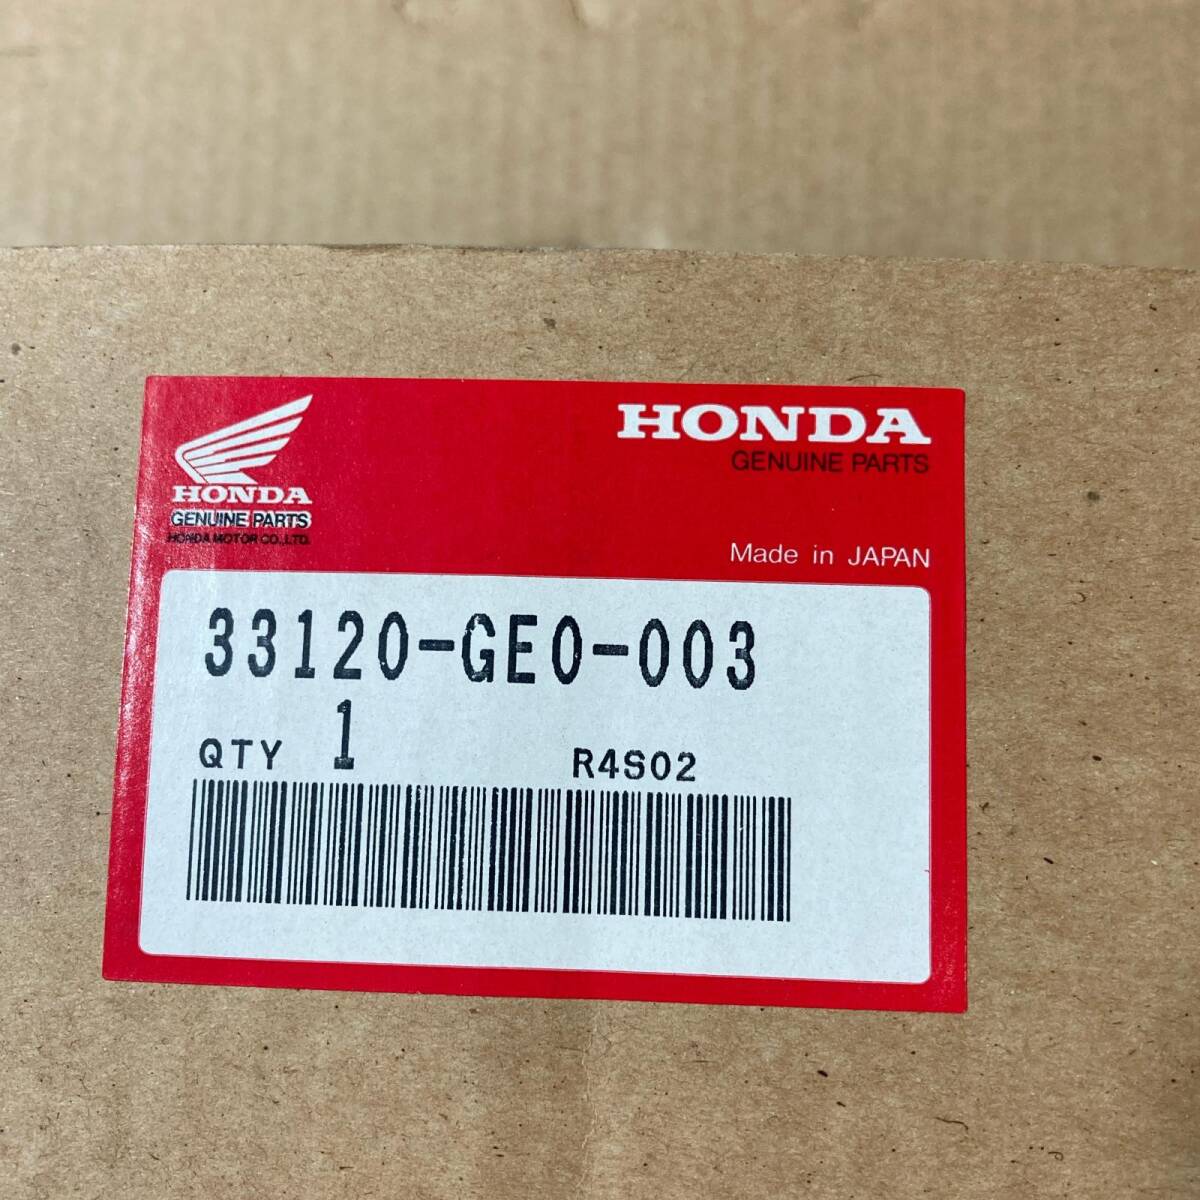 HONDA
GENUINE PARTS
HONDA MOTOR CO.,LTD.
HONDA
GENUINE PARTS
Made in JAPAN
33120-GE0-003
QTY 1 R4S02